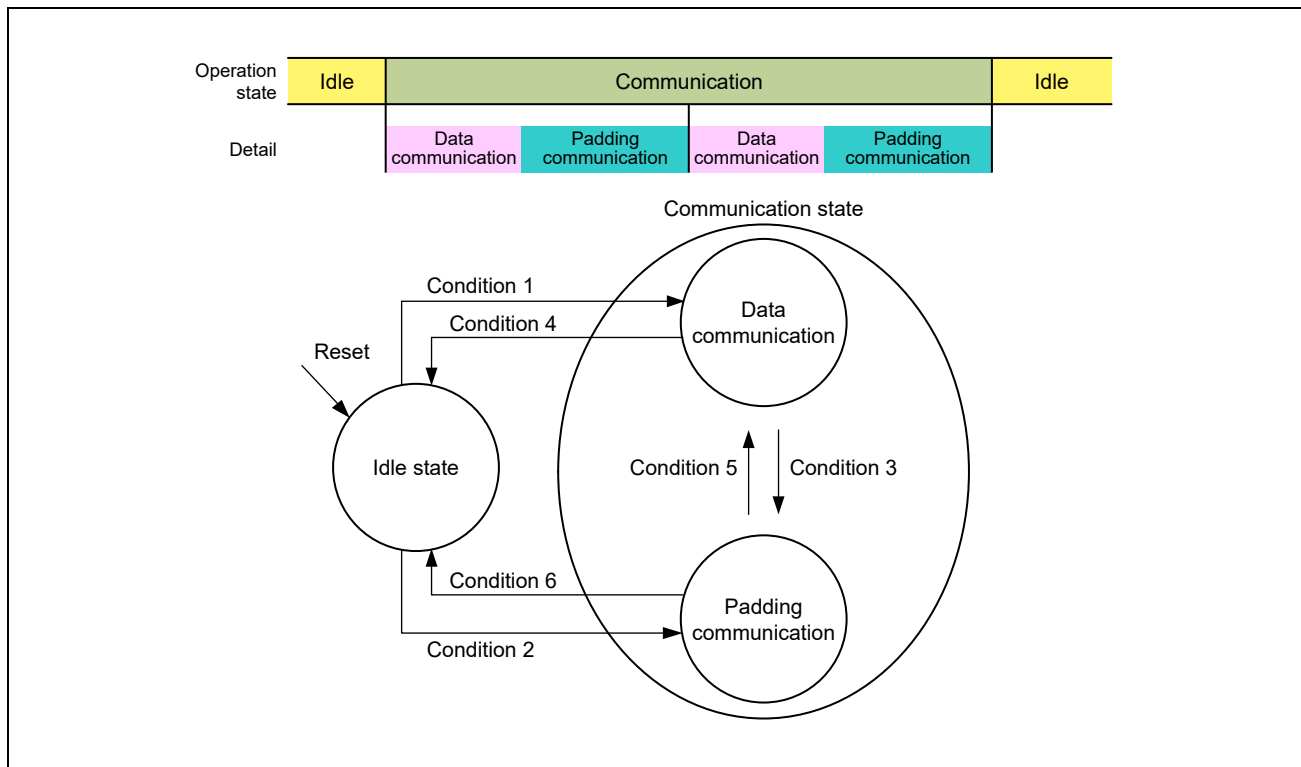 Operation
state
Idle
Communication
Idle
Detail
Data
communication
Padding
communication
Data
communication
Padding
communication
Communication state
Condition 1
Data
communication
Condition 4
Reset
Idle state
Condition 5
Condition 3
Condition 6
Padding
communication
Condition 2